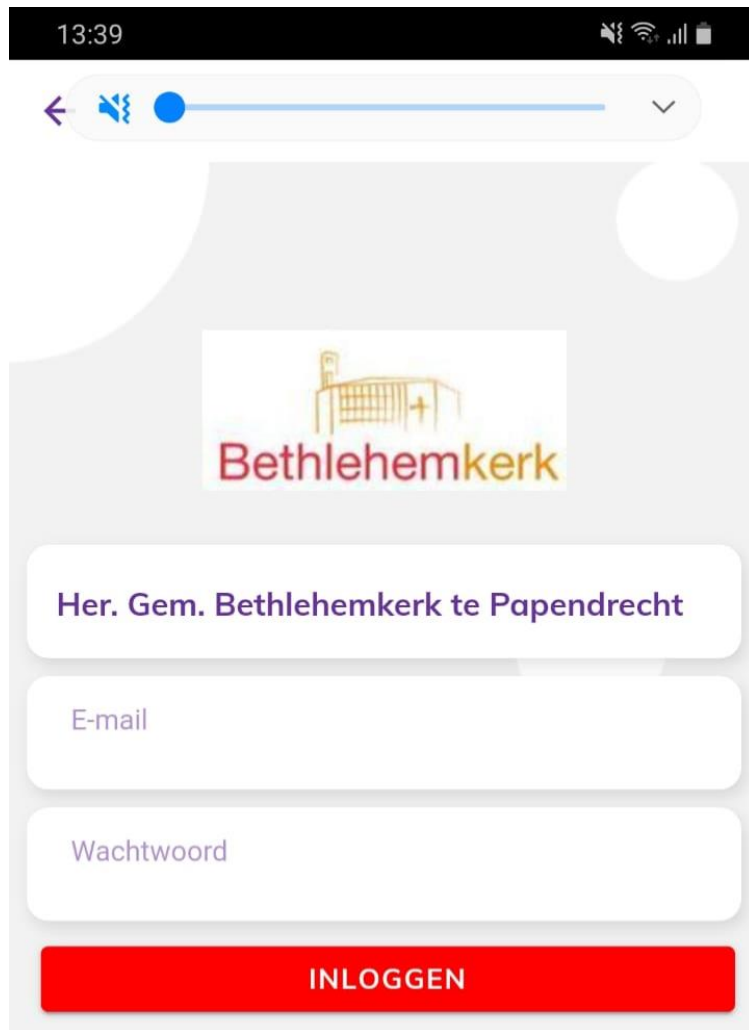 13:39
Bethlehemkerk
Her. Gem. Bethlehemkerk te Papendrecht
E-mail
Wachtwoord
INLOGGEN